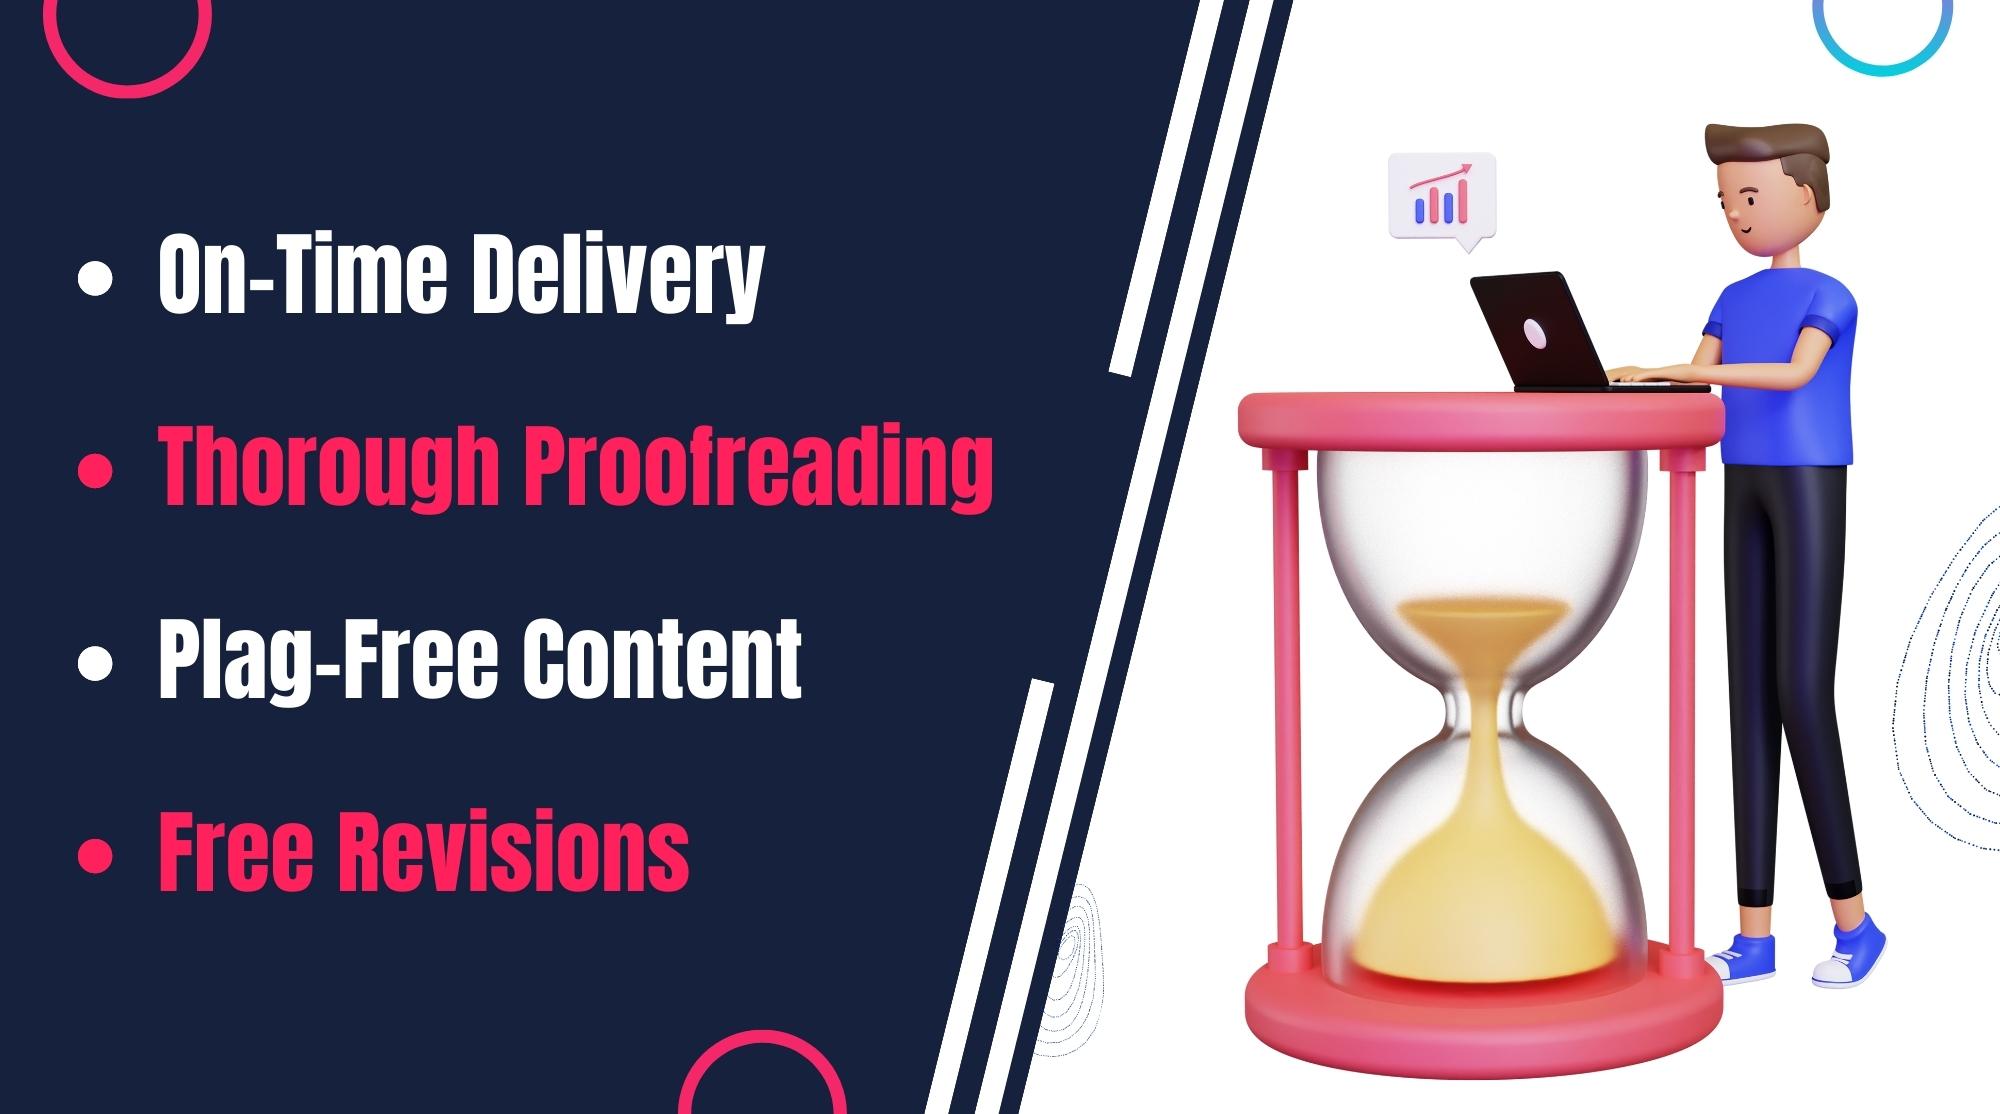 On-Time Delivery
Thorough Proofreading
Plag-Free Content
Free Revisions